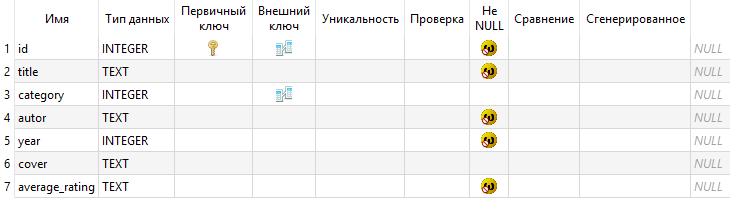 Имя Тип данных Первичный ключ Внешний ключ Уникальность Проверка Не NULL Сравнение Сгенерированное
1 id INTEGER NULL
2 title TEXT NULL
3 category INTEGER NULL
4 autor TEXT NULL
5 year INTEGER NULL
6 cover TEXT NULL
7 average_rating TEXT NULL